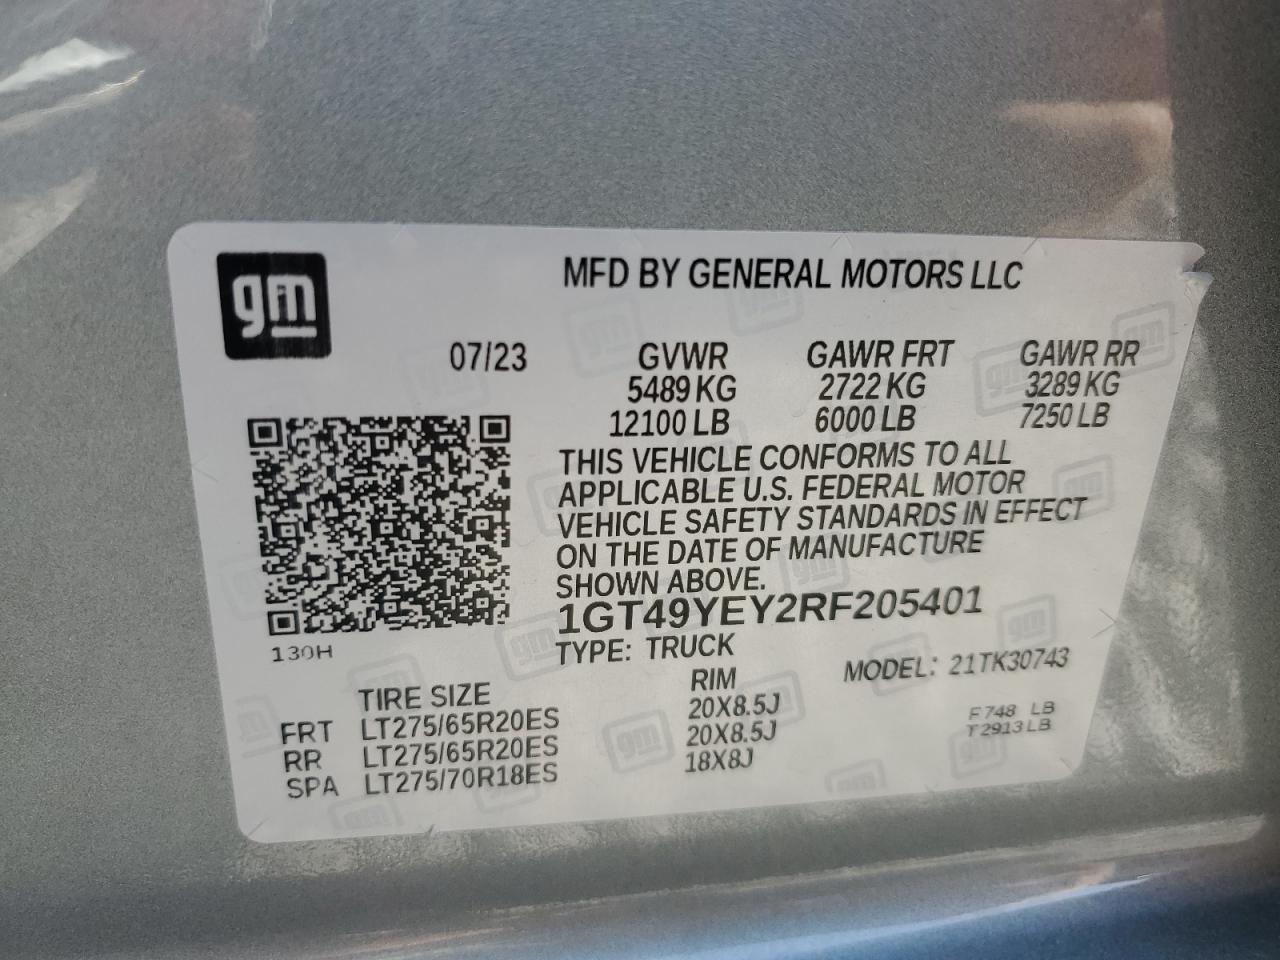 gm
MFD BY GENERAL MOTORS LLC
07/23 GVWR GAWR FRT GAWR RR
5489 KG 2722 KG 3289 KG
12100 LB 6000 LB 7250 LB
THIS VEHICLE CONFORMS TO ALL
APPLICABLE U.S. FEDERAL MOTOR
VEHICLE SAFETY STANDARDS IN EFFECT
ON THE DATE OF MANUFACTURE
SHOWN ABOVE.
1GT49YEY2RF205401
130H
TYPE: TRUCK
MODEL: 21TK30743
TIRE SIZE RIM
FRT LT275/65R20ES 20X8.5J
RR LT275/65R20ES 20X8.5J
SPA LT275/70R18ES 18X8J
F748 LB
T2913LB